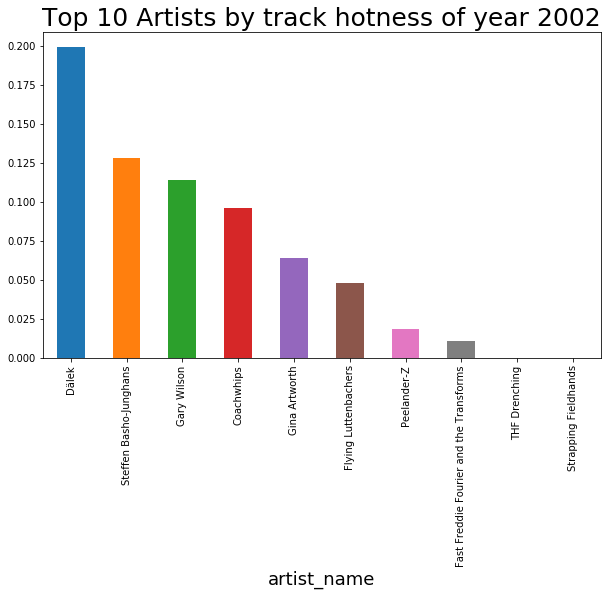 Top 10 Artists by track hotness of year 2002
0.200
0.175
0.150
0.125
0.100
0.075
0.050
0.025
0.000
Dälek
Steffen Basho-Junghans
Gary Wilson
Coachwhips
Gina Artworth
Flying Luttenbachers
Peelander-Z
Fast Freddie Fourier and the Transforms
THF Drenching
Strapping Fieldhands
artist_name